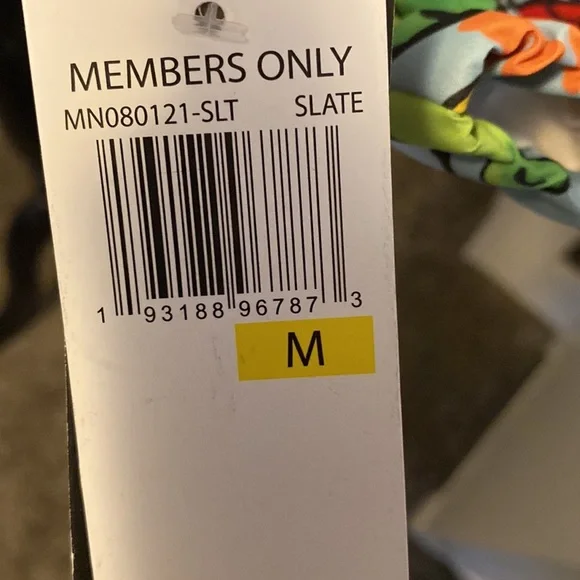 MEMBERS ONLY
MN080121-SLT SLATE
1 93188 96787 3
M